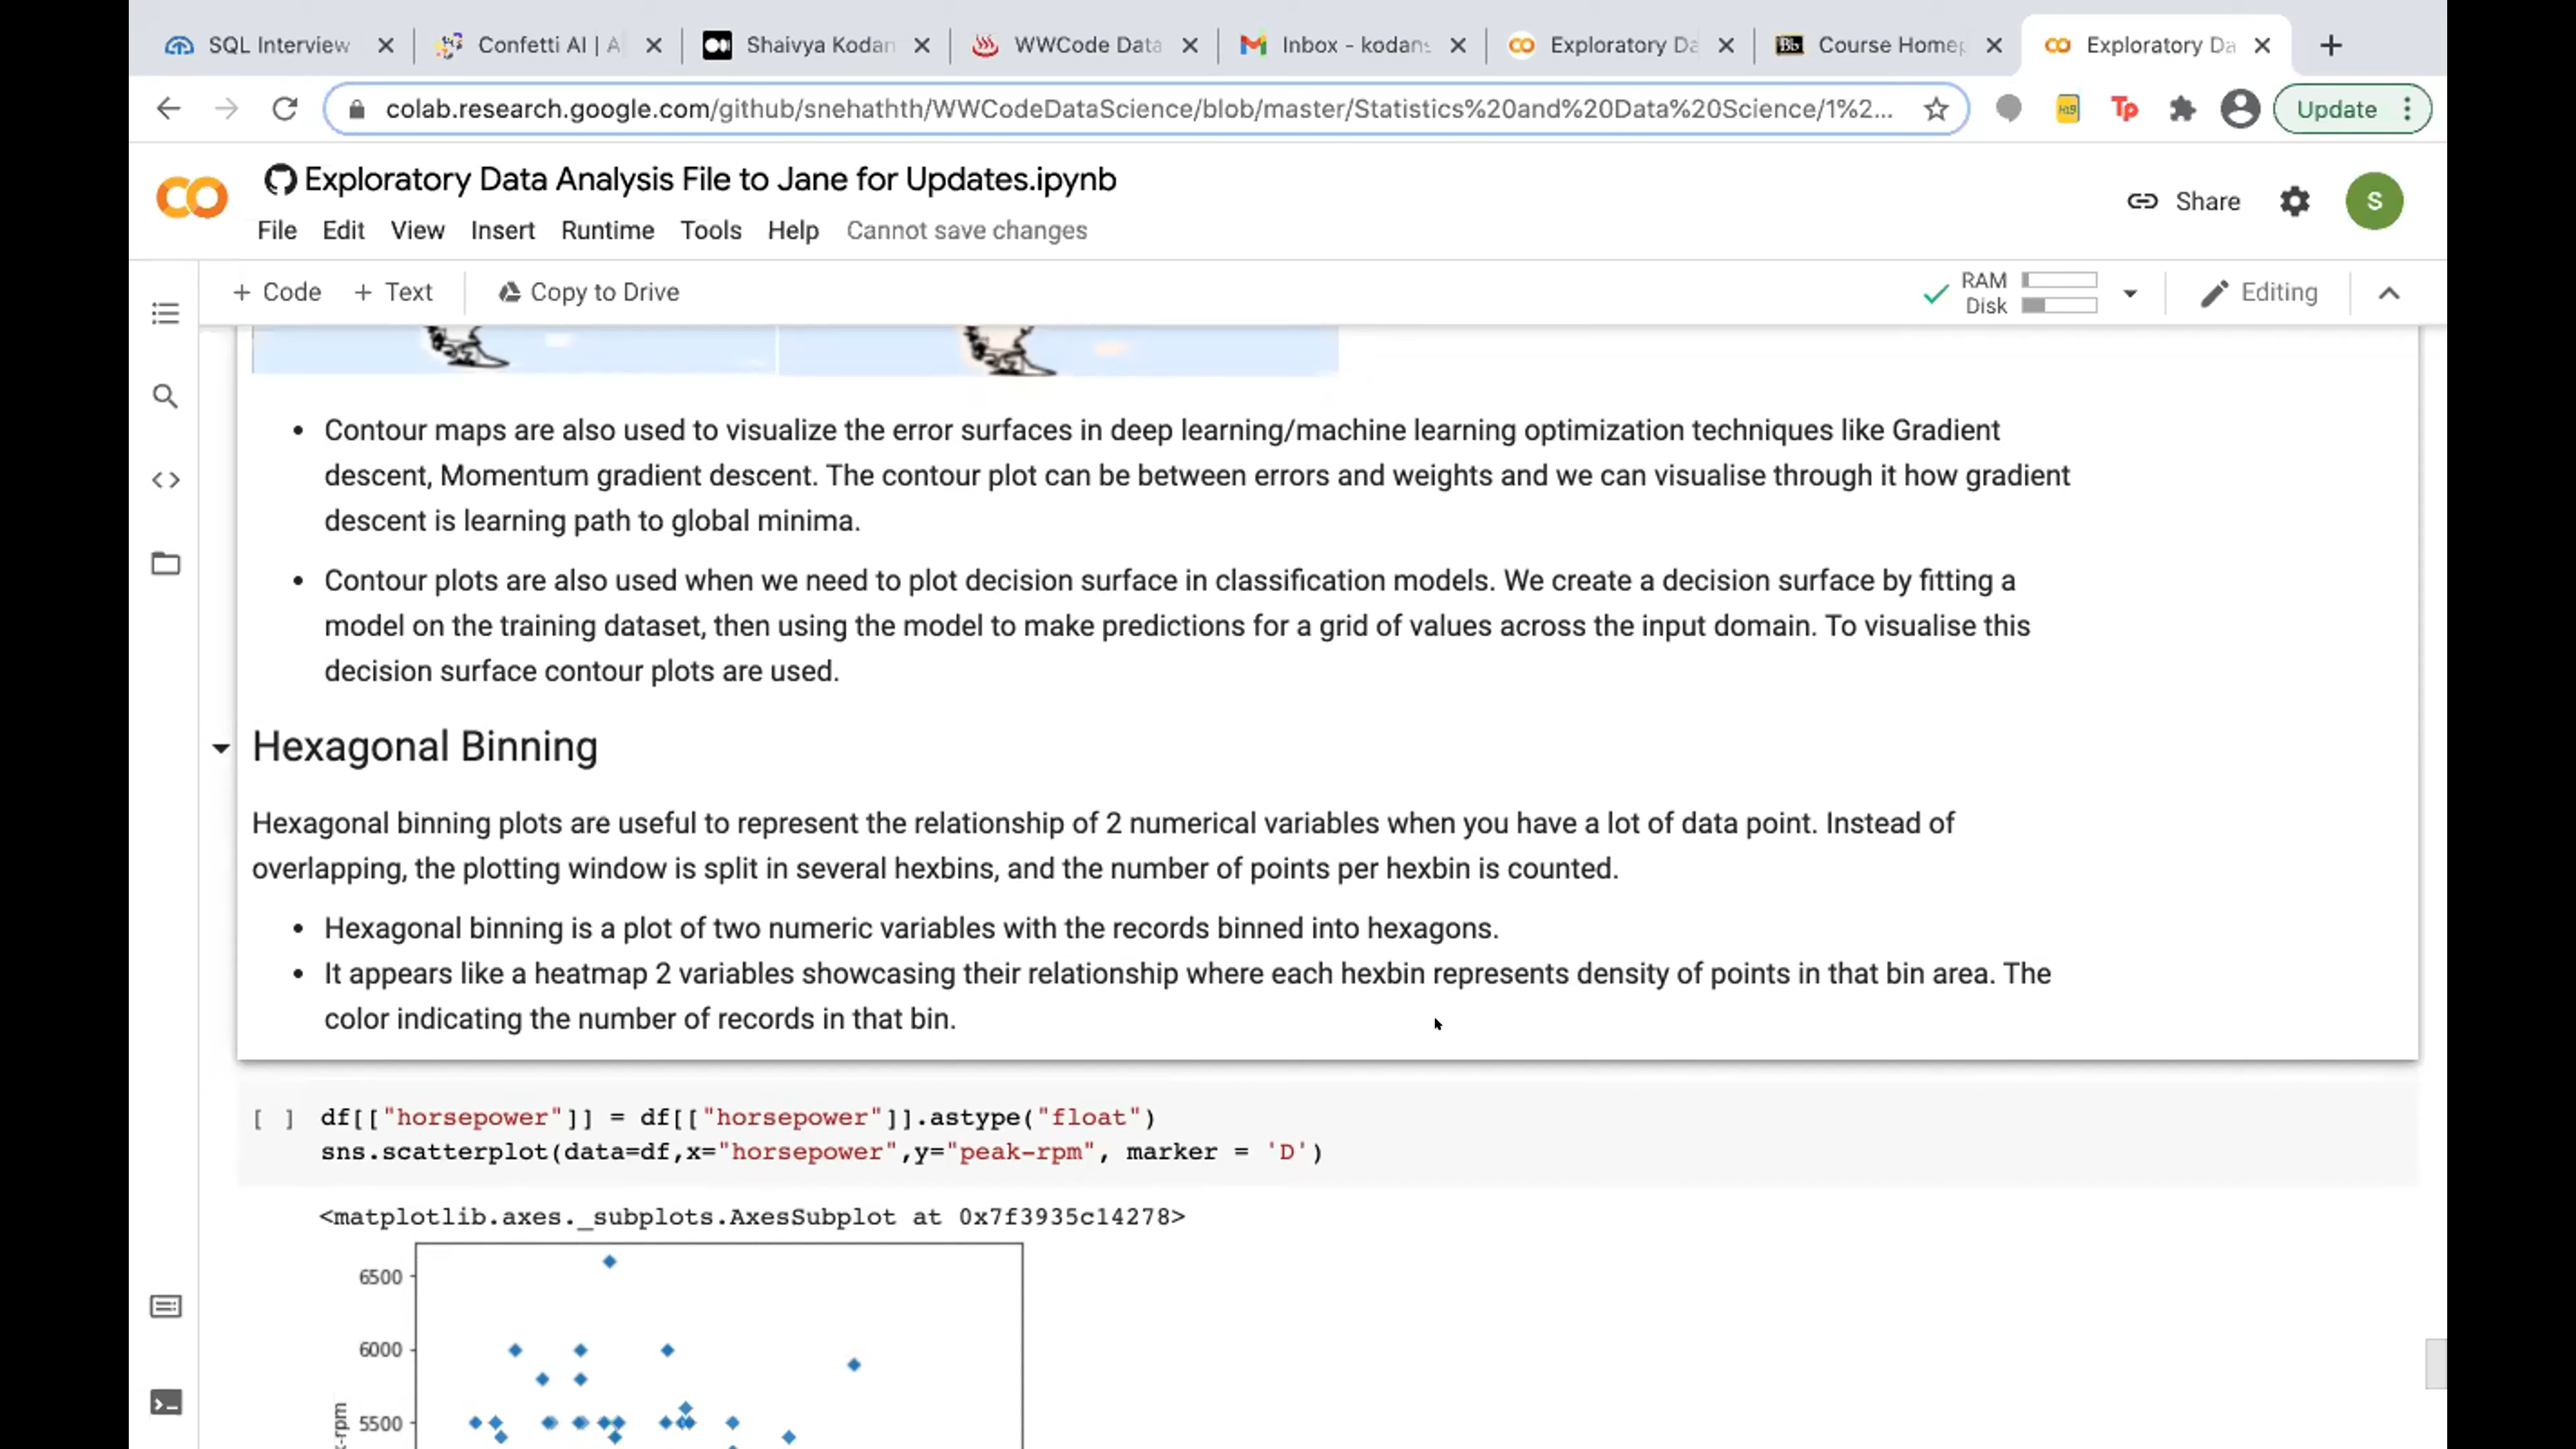 SQL Interview
Confetti AI | A
Shaivya Kodan
WWCode Data
Inbox - kodans
Exploratory Da
Bb
Course Homep
Exploratory Da
colab.research.google.com/github/snehathth/WWCodeDataScience/blob/master/Statistics%20and%20Data%20Science/1%2...
Tp
Update
Exploratory Data Analysis File to Jane for Updates.ipynb
Share
S
File Edit View Insert Runtime Tools Help Cannot save changes
+ Code + Text Copy to Drive
RAM
Disk
Editing
• Contour maps are also used to visualize the error surfaces in deep learning/machine learning optimization techniques like Gradient
descent, Momentum gradient descent. The contour plot can be between errors and weights and we can visualise through it how gradient
descent is learning path to global minima.
• Contour plots are also used when we need to plot decision surface in classification models. We create a decision surface by fitting a
model on the training dataset, then using the model to make predictions for a grid of values across the input domain. To visualise this
decision surface contour plots are used.
Hexagonal Binning
Hexagonal binning plots are useful to represent the relationship of 2 numerical variables when you have a lot of data point. Instead of
overlapping, the plotting window is split in several hexbins, and the number of points per hexbin is counted.
• Hexagonal binning is a plot of two numeric variables with the records binned into hexagons.
• It appears like a heatmap 2 variables showcasing their relationship where each hexbin represents density of points in that bin area. The
color indicating the number of records in that bin.
[ ] df[["horsepower"]] = df[["horsepower"]].astype("float")
sns.scatterplot(data=df,x="horsepower",y="peak-rpm", marker = 'D')
<matplotlib.axes._subplots.AxesSubplot at 0x7f3935c14278>
6500
6000
5500
k-rpm